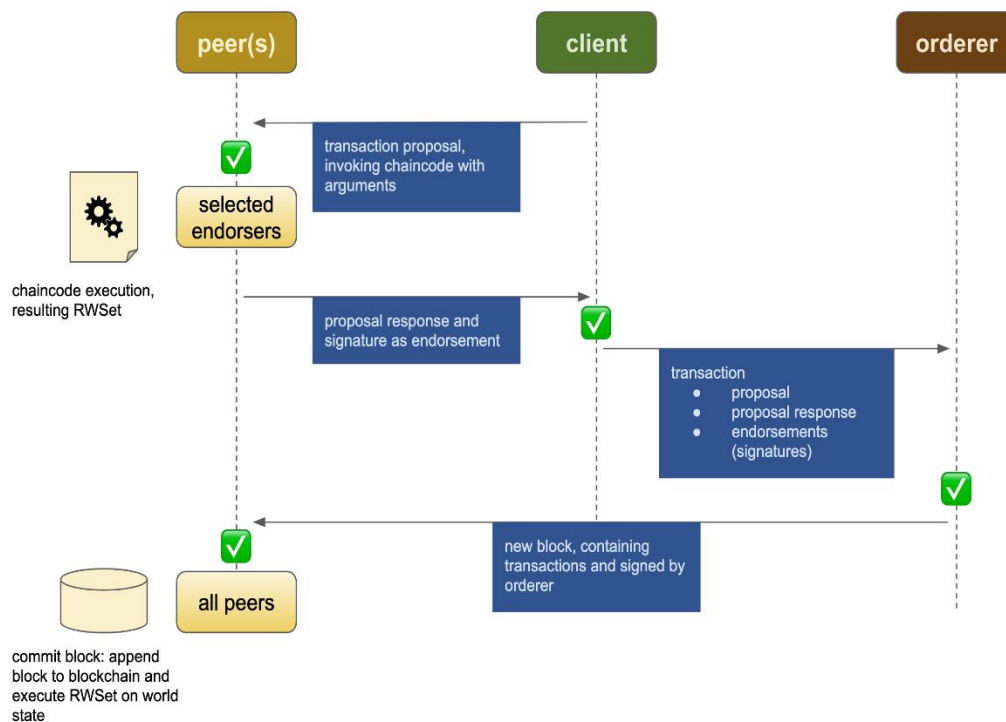 peer(s)
client
orderer
transaction proposal,
invoking chaincode with
arguments
selected
endorsers
chaincode execution,
resulting RWSet
proposal response and
signature as endorsement
transaction
● proposal
● proposal response
● endorsements
(signatures)
new block, containing
transactions and signed by
orderer
all peers
commit block: append
block to blockchain and
execute RWSet on world
state